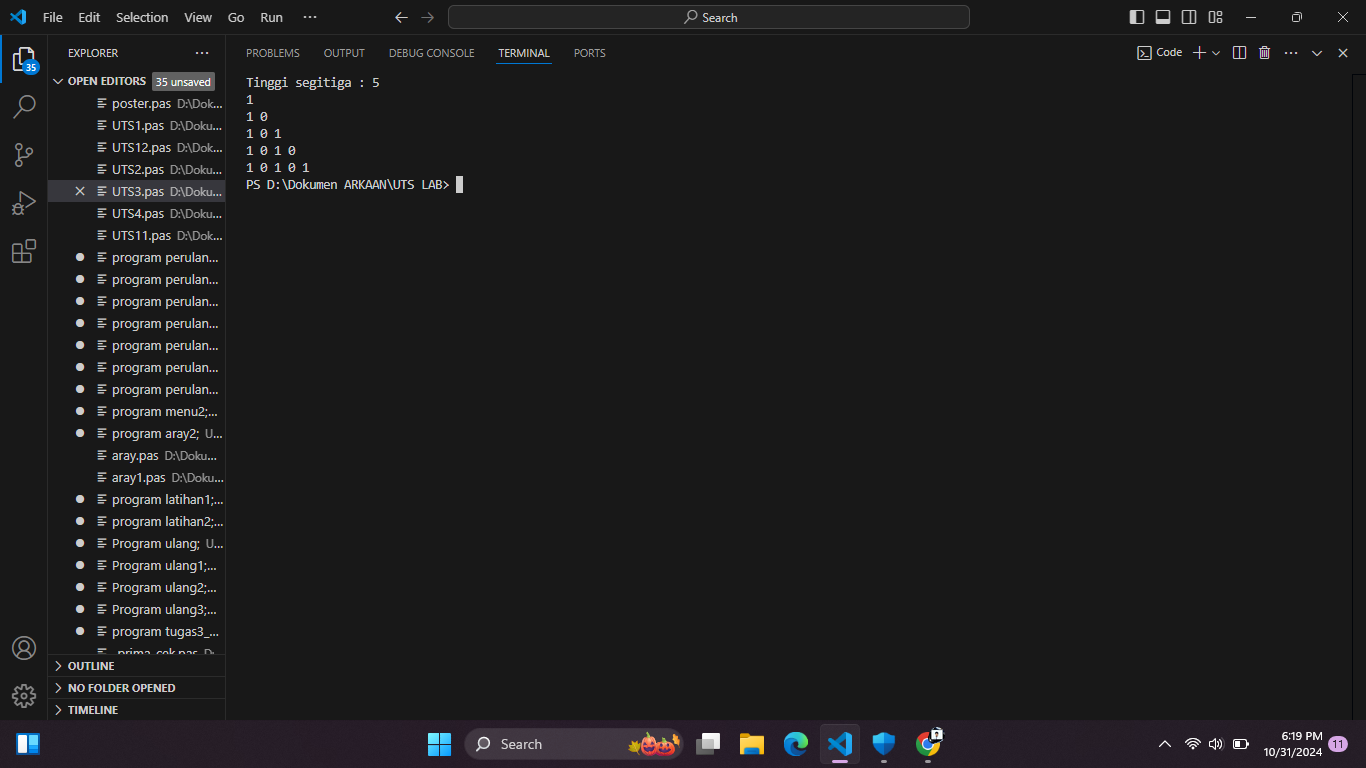 File Edit Selection View Go Run ···
Search
EXPLORER ···
OPEN EDITORS 35 unsaved
35
poster.pas D:\Dok...
UTS1.pas D:\Doku...
UTS12.pas D:\Dok...
UTS2.pas D:\Doku...
UTS3.pas D:\Doku...
UTS4.pas D:\Doku...
UTS11.pas D:\Dok...
program perulan...
program perulan...
program perulan...
program perulan...
program perulan...
program perulan...
program perulan...
program menu2;...
program aray2; U...
aray.pas D:\Doku...
aray1.pas D:\Doku...
program latihan1;...
program latihan2;...
Program ulang; U...
Program ulang1;...
Program ulang2;...
Program ulang3;...
program tugas3_...
OUTLINE
NO FOLDER OPENED
TIMELINE
PROBLEMS OUTPUT DEBUG CONSOLE TERMINAL PORTS
Code
Tinggi segitiga : 5
1
1 0
1 0 1
1 0 1 0
1 0 1 0 1
PS D:\Dokumen ARKAAN\UTS LAB>
Search
6:19 PM
10/31/2024
11